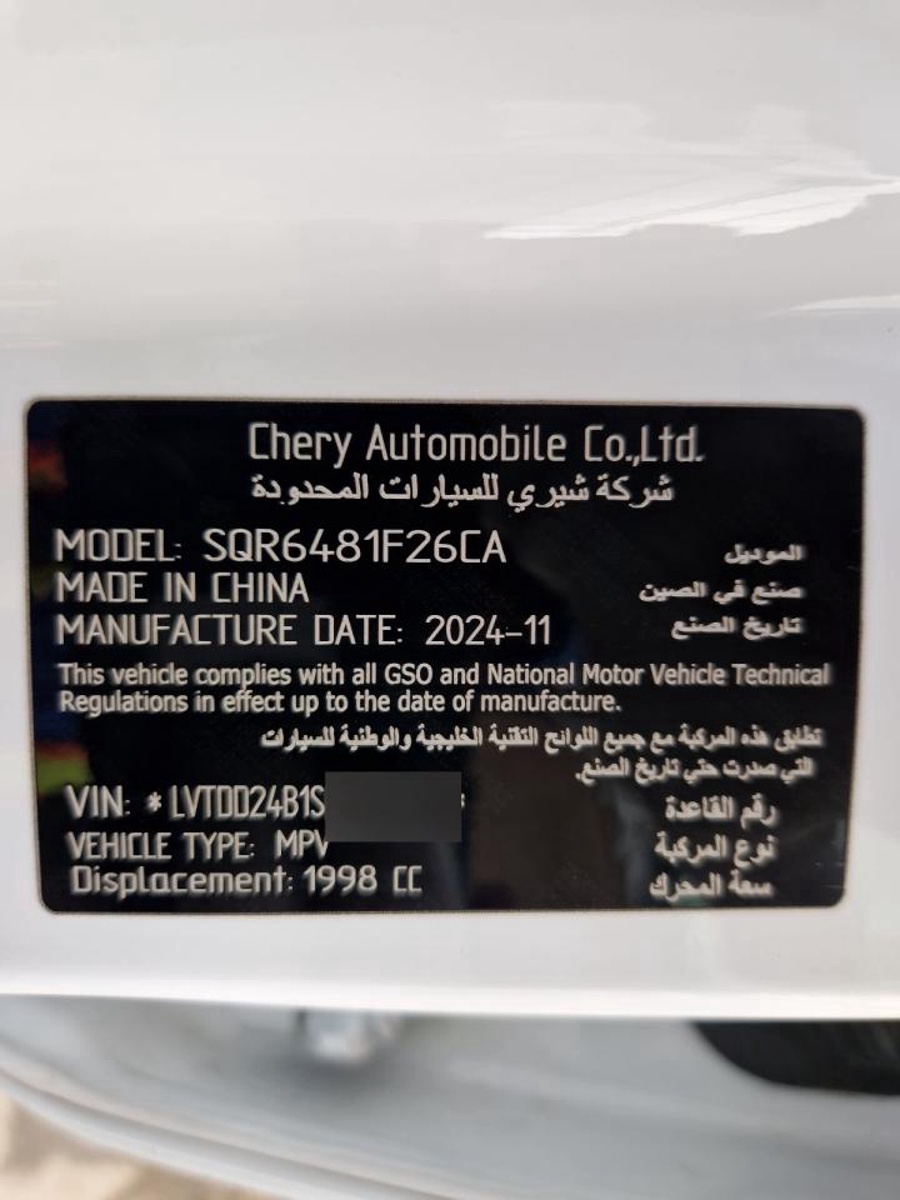 Chery Automobile Co.,Ltd.
شركة شيري للسيارات المحدودة
MODEL: SQR6481F26CA الموديل
MADE IN CHINA صنع في الصين
MANUFACTURE DATE: 2024-11 تاريخ الصنع
This vehicle complies with all GSO and National Motor Vehicle Technical
Regulations in effect up to the date of manufacture.
تطابق هذه المركبة مع جميع اللوائح التقنية الخليجية والوطنية للسيارات
التي صدرت حتي تاريخ الصنع.
VIN: * LVTDD24B1S رقم القاعدة
VEHICLE TYPE: MPV نوع المركبة
Displacement: 1998 CC سعة المحرك